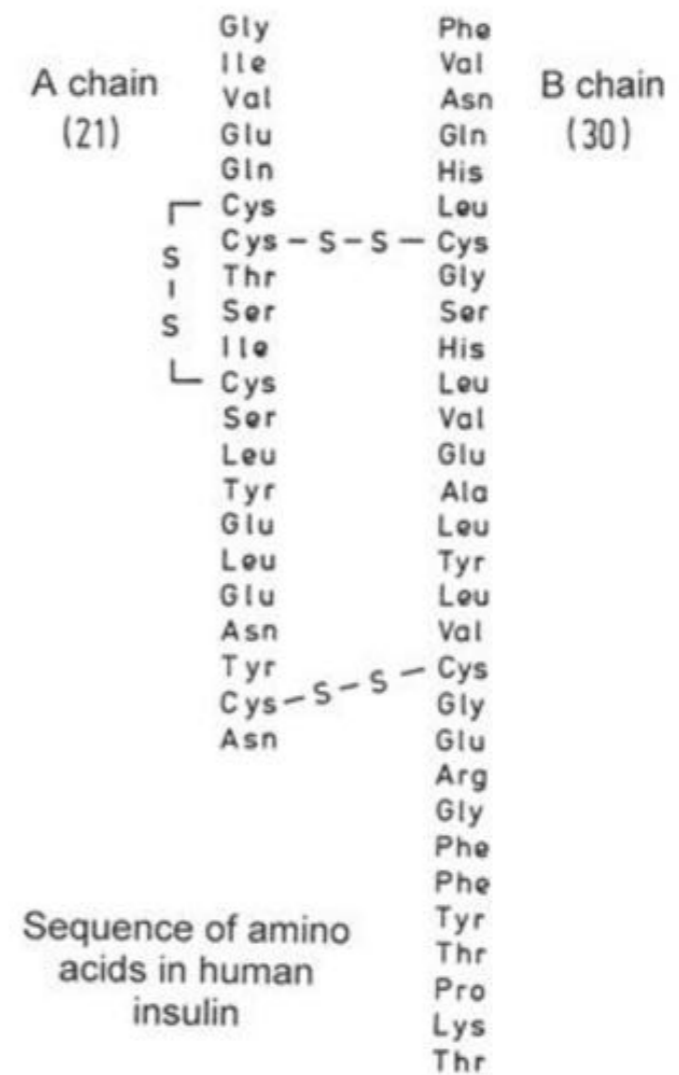 A chain
(21)
Gly
Ile
Val
Glu
Gln
Cys
Cys – S – S – Cys
Thr
Ser
Ile
Cys
Ser
Leu
Tyr
Glu
Leu
Glu
Asn
Tyr
Cys – S – S – Cys
Asn
S
S
B chain
(30)
Phe
Val
Asn
Gln
His
Leu
Gly
Ser
His
Leu
Val
Glu
Ala
Leu
Tyr
Leu
Val
Gly
Glu
Arg
Gly
Phe
Phe
Tyr
Thr
Pro
Lys
Thr
Sequence of amino
acids in human
insulin